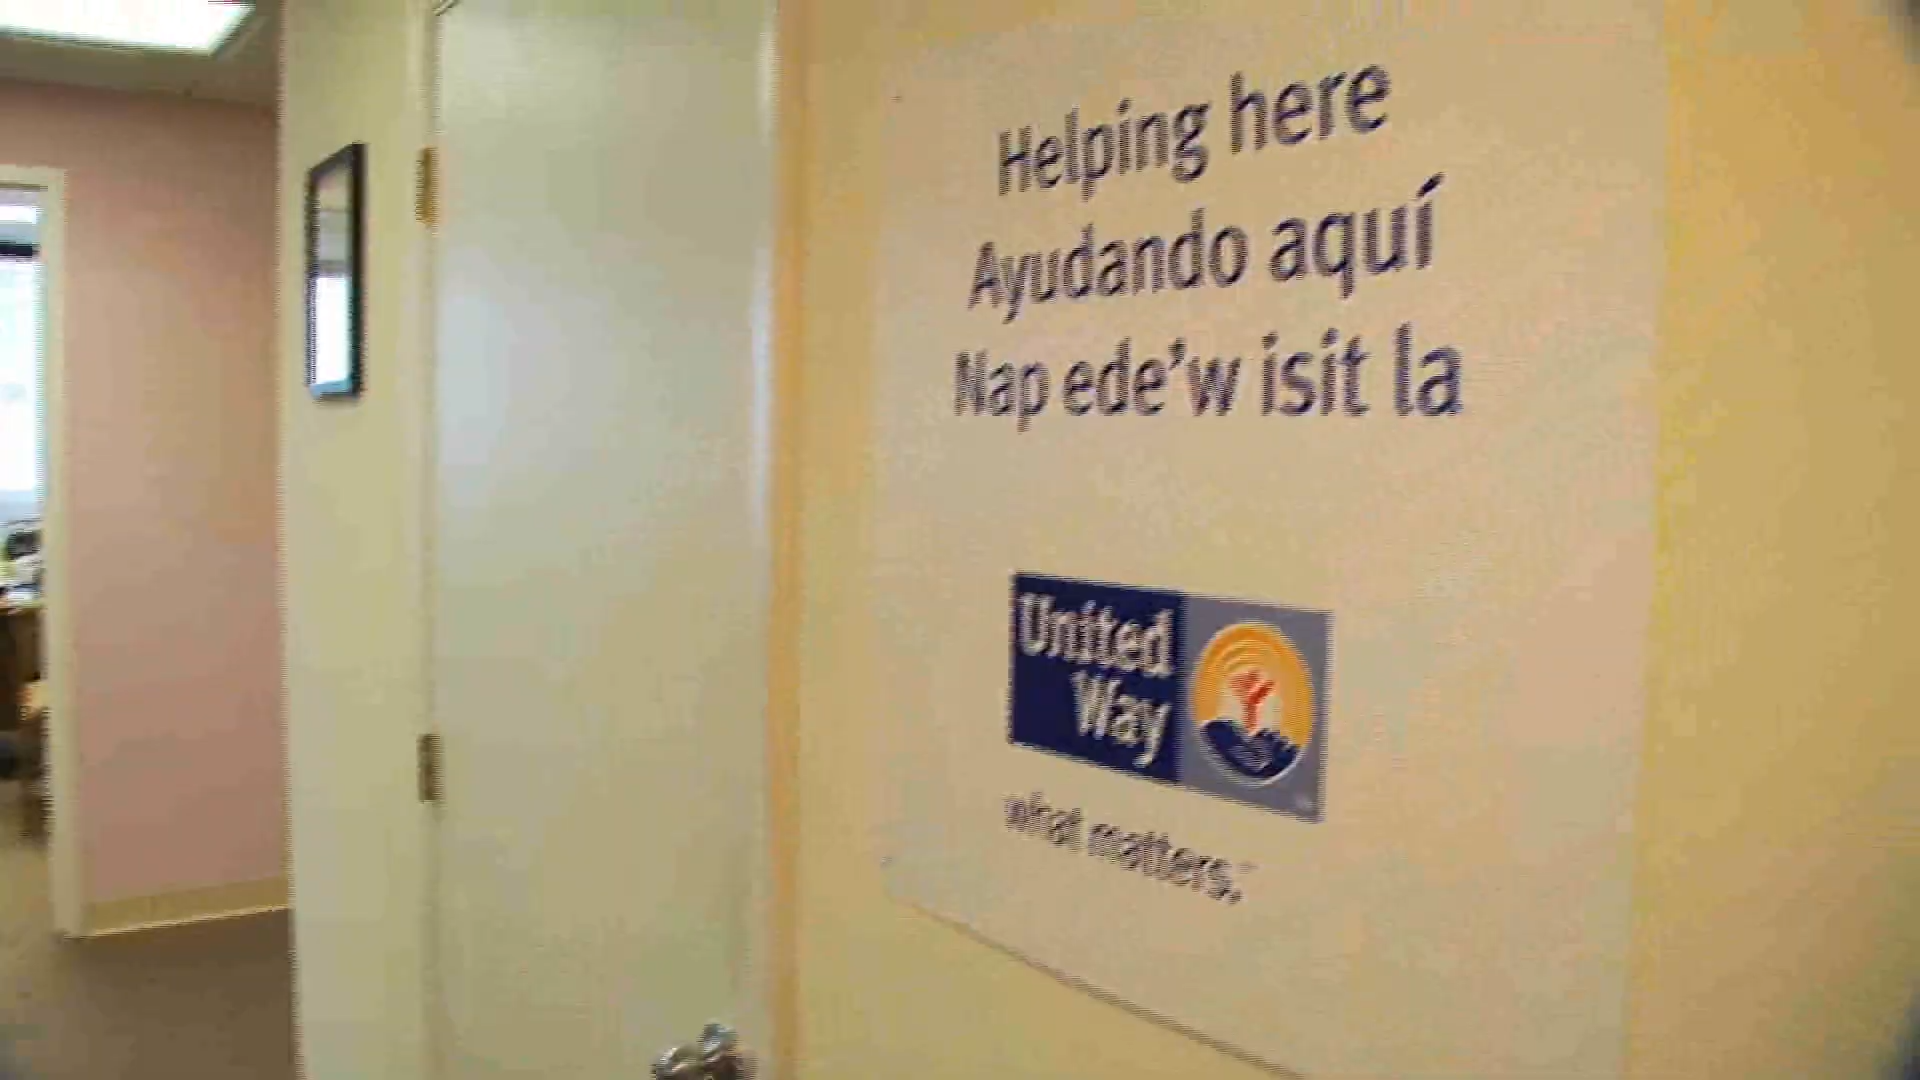 Helping here
Ayudando aquí
Nap ede'w isit la
United
Way
what matters.